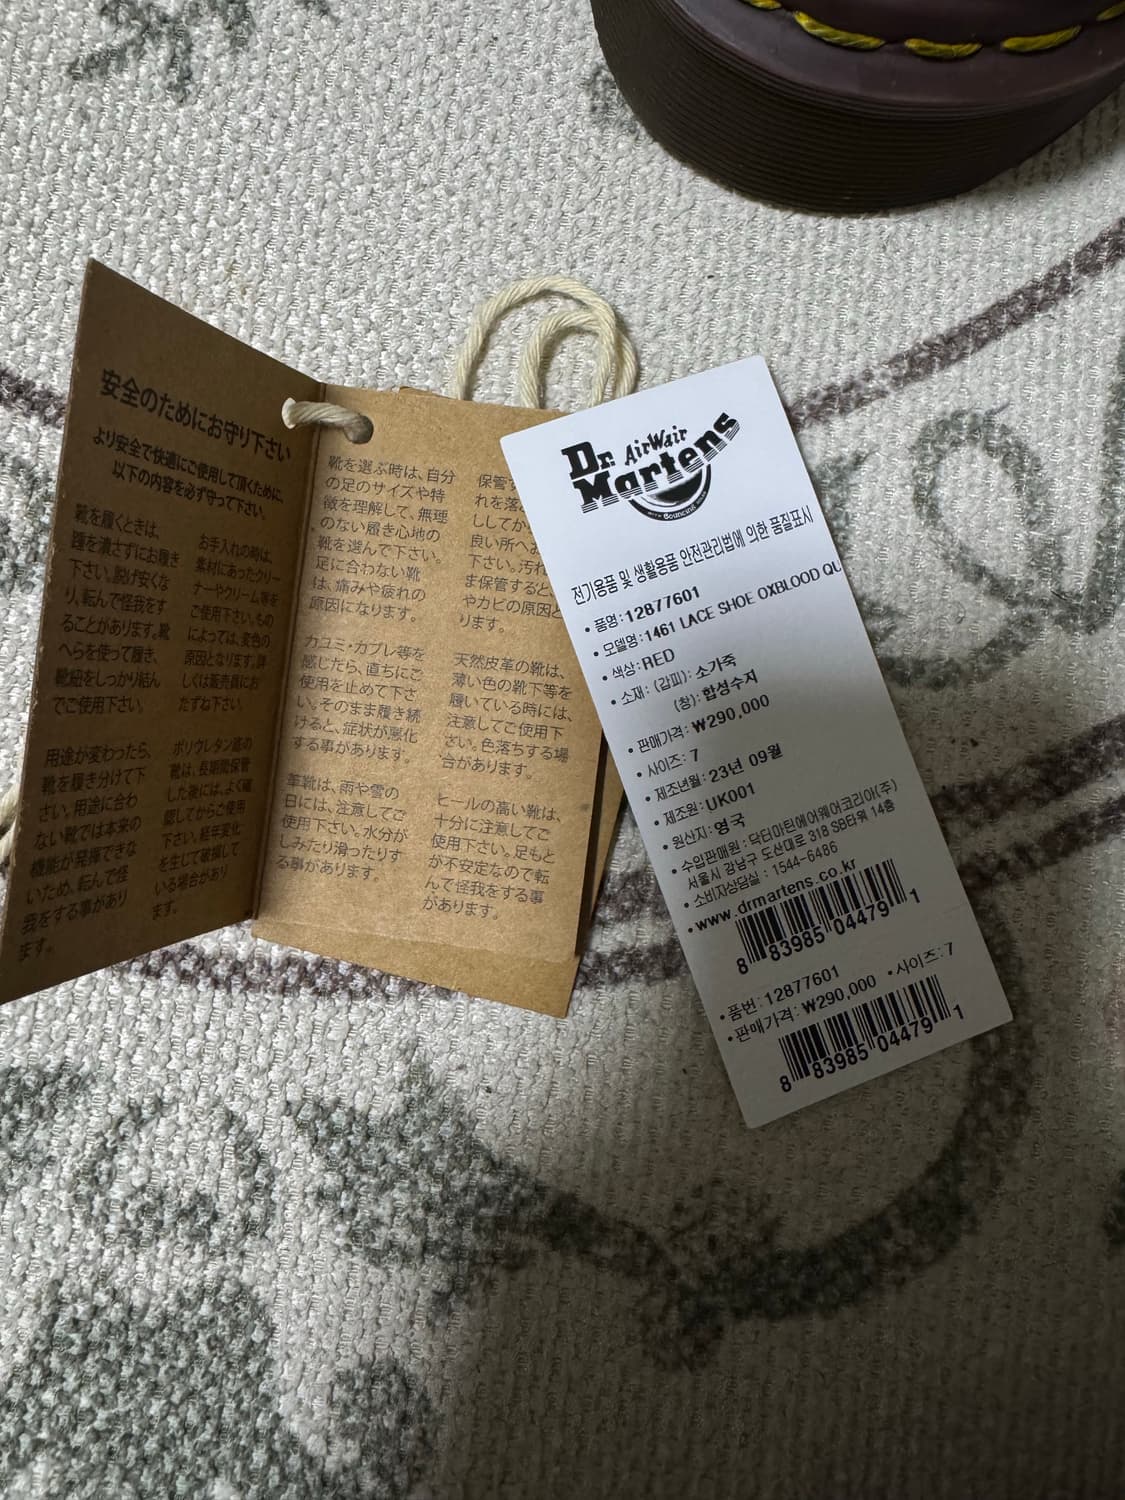 安全のためにお守り下さい
より安全で快適にご使用して頂くために、
以下の内容を必ず守って下さい。
靴を履くときは、
踵を潰さずにお履き
下さい。脱げ安くな
り、転んで怪我をす
ることがあります。靴
へらを使って履き、
靴紐をしっかり結ん
でご使用下さい。
用途が変わったら、
靴を履き分けて下
さい。用途に合わ
ない靴では本来の
機能が発揮できな
いため、転んで怪
我をする事があり
ます。
お手入れの時は、
素材にあったクリー
ナーやクリーム等を
ご使用下さい。もの
によっては、変色の
原因となります。詳
しくは販売員にお
たずね下さい。
ポリウレタン底の
靴は、長期間保管
した後には、よく確
認してからご使用
下さい。経年変化
を生じて破損して
いる場合があり
ます。
靴を選ぶ時は、自分
の足のサイズや特
徴を理解して、無理
のない履き心地の
靴を選んで下さい。
足に合わない靴
は、痛みや疲れの
原因になります。
カユミ・カブレ等を
感じたら、直ちにご
使用を止めて下さ
い。そのまま履き続
けると、症状が悪化
する事があります。
革靴は、雨や雪の
日には、注意してご
使用下さい。水分が
しみたり滑ったりす
る事があります。
保管す
れを落
ししてか
良い所へお
下さい。汚れ
ま保管すると
やカビの原因と
ります。
天然皮革の靴は、
薄い色の靴下等を
履いている時には、
注意してご使用下
さい。色落ちする場
合があります。
ヒールの高い靴は、
十分に注意してご
使用下さい。足もと
が不安定なので転
んで怪我をする事
があります。
Dr. AirWair
Martens
WITH Bouncing
전기용품 및 생활용품 안전관리법에 의한 품질표시
• 품명:12877601
• 모델명:1461 LACE SHOE OXBLOOD QU
• 색상:RED
• 소재: (갑피): 소가죽
(창): 합성수지
• 판매가격: ₩290,000
• 사이즈: 7
• 제조년월: 23년 09월
• 제조원: UK001
• 원산지: 영국
• 수입판매원 : 닥터마틴에어웨어코리아(주)
서울시 강남구 도산대로 318 SB타워 14층
• 소비자상담실 : 1544-6486
• www.drmartens.co.kr
8 83985 04479 1
• 품번:12877601 • 사이즈: 7
• 판매가격: ₩290,000
8 83985 04479 1